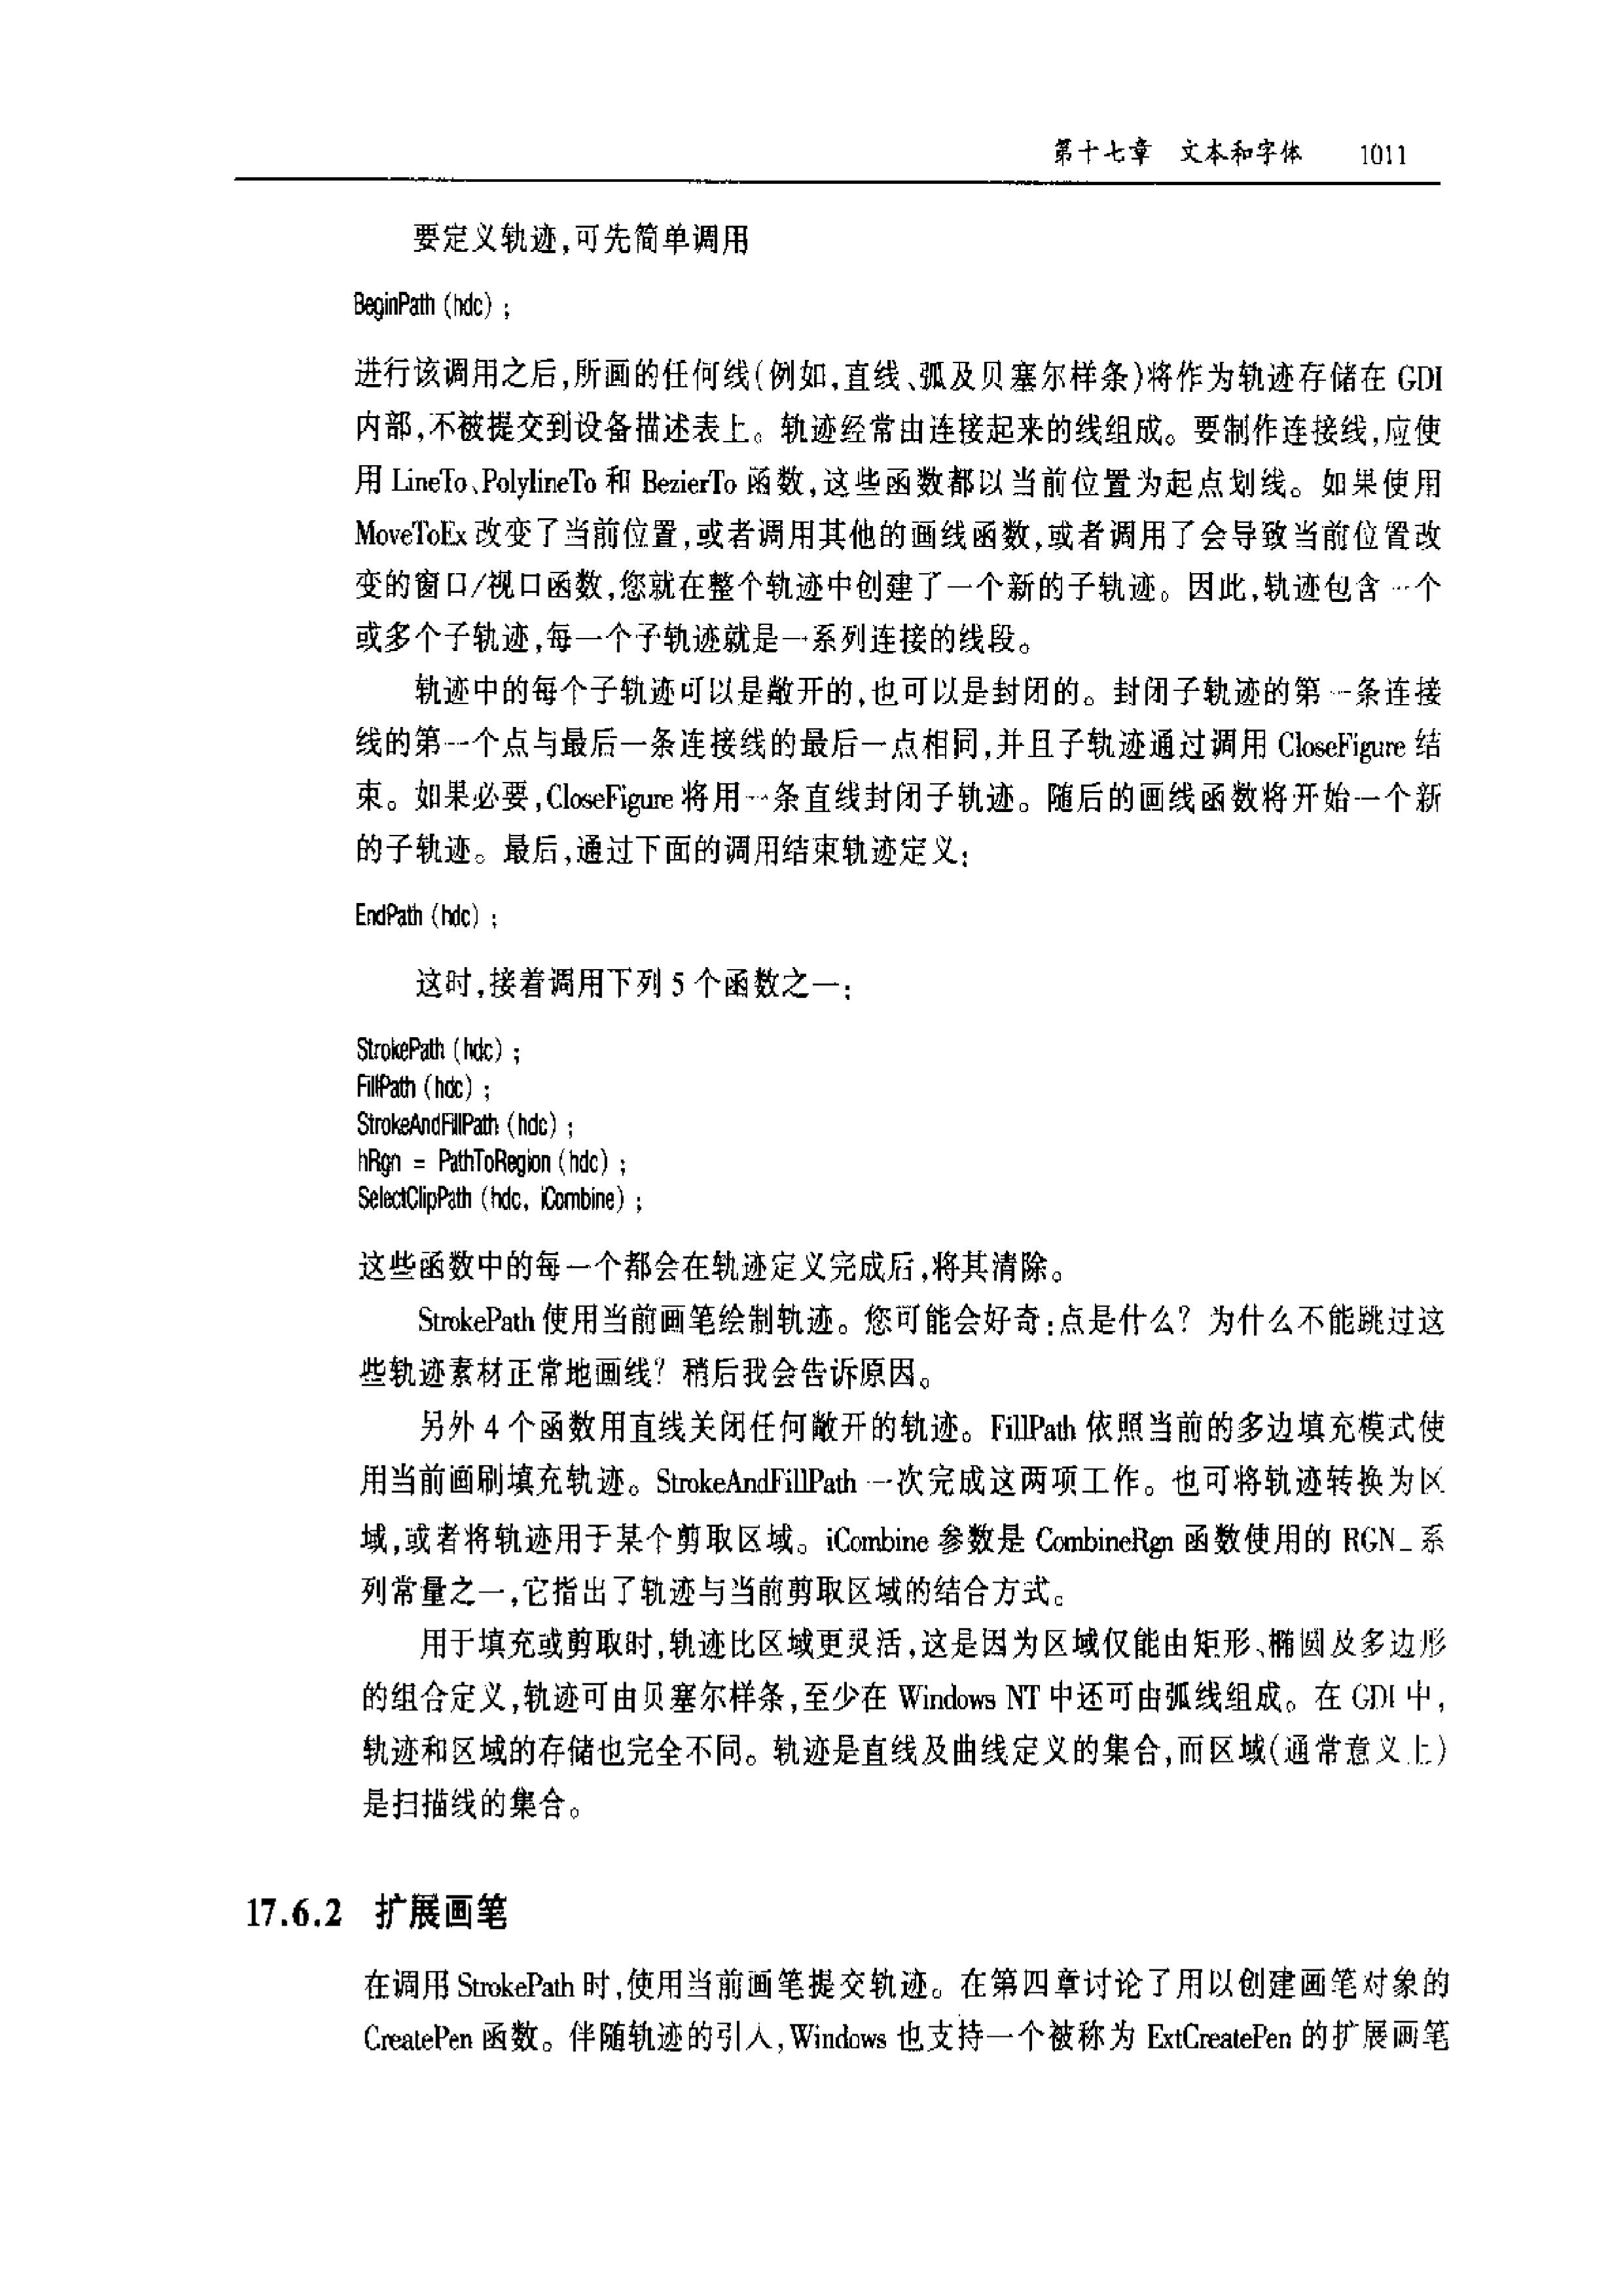 第十七章 文本和字体 1011
要定义轨迹,可先简单调用
BeginPath (hdc) ;
进行该调用之后,所画的任何线(例如,直线、弧及贝塞尔样条)将作为轨迹存储在 GDI
内部,不被提交到设备描述表上。轨迹经常由连接起来的线组成。要制作连接线,应使
用 LineTo、PolylineTo 和 BezierTo 函数,这些函数都以当前位置为起点划线。如果使用
MoveToEx 改变了当前位置,或者调用其他的画线函数,或者调用了会导致当前位置改
变的窗口/视口函数,您就在整个轨迹中创建了一个新的子轨迹。因此,轨迹包含一个
或多个子轨迹,每一个子轨迹就是一系列连接的线段。
轨迹中的每个子轨迹可以是敞开的,也可以是封闭的。封闭子轨迹的第一条连接
线的第一个点与最后一条连接线的最后一点相同,并且子轨迹通过调用 CloseFigure 结
束。如果必要,CloseFigure 将用一条直线封闭子轨迹。随后的画线函数将开始一个新
的子轨迹。最后,通过下面的调用结束轨迹定义:
EndPath (hdc) ;
这时,接着调用下列 5 个函数之一:
StrokePath (hdc) ;
FillPath (hdc) ;
StrokeAndFillPath (hdc) ;
hRgn = PathToRegion (hdc) ;
SelectClipPath (hdc, iCombine) ;
这些函数中的每一个都会在轨迹定义完成后,将其清除。
StrokePath 使用当前画笔绘制轨迹。您可能会好奇:点是什么? 为什么不能跳过这
些轨迹素材正常地画线? 稍后我会告诉原因。
另外 4 个函数用直线关闭任何敞开的轨迹。FillPath 依照当前的多边填充模式使
用当前画刷填充轨迹。StrokeAndFillPath 一次完成这两项工作。也可将轨迹转换为区
域,或者将轨迹用于某个剪取区域。iCombine 参数是 CombineRgn 函数使用的 RGN_ 系
列常量之一,它指出了轨迹与当前剪取区域的结合方式。
用于填充或剪取时,轨迹比区域更灵活,这是因为区域仅能由矩形、椭圆及多边形
的组合定义,轨迹可由贝塞尔样条,至少在 Windows NT 中还可由弧线组成。在 GDI 中,
轨迹和区域的存储也完全不同。轨迹是直线及曲线定义的集合,而区域(通常意义上)
是扫描线的集合。
17.6.2 扩展画笔
在调用 StrokePath 时,使用当前画笔提交轨迹。在第四章讨论了用以创建画笔对象的
CreatePen 函数。伴随轨迹的引入,Windows 也支持一个被称为 ExtCreatePen 的扩展画笔